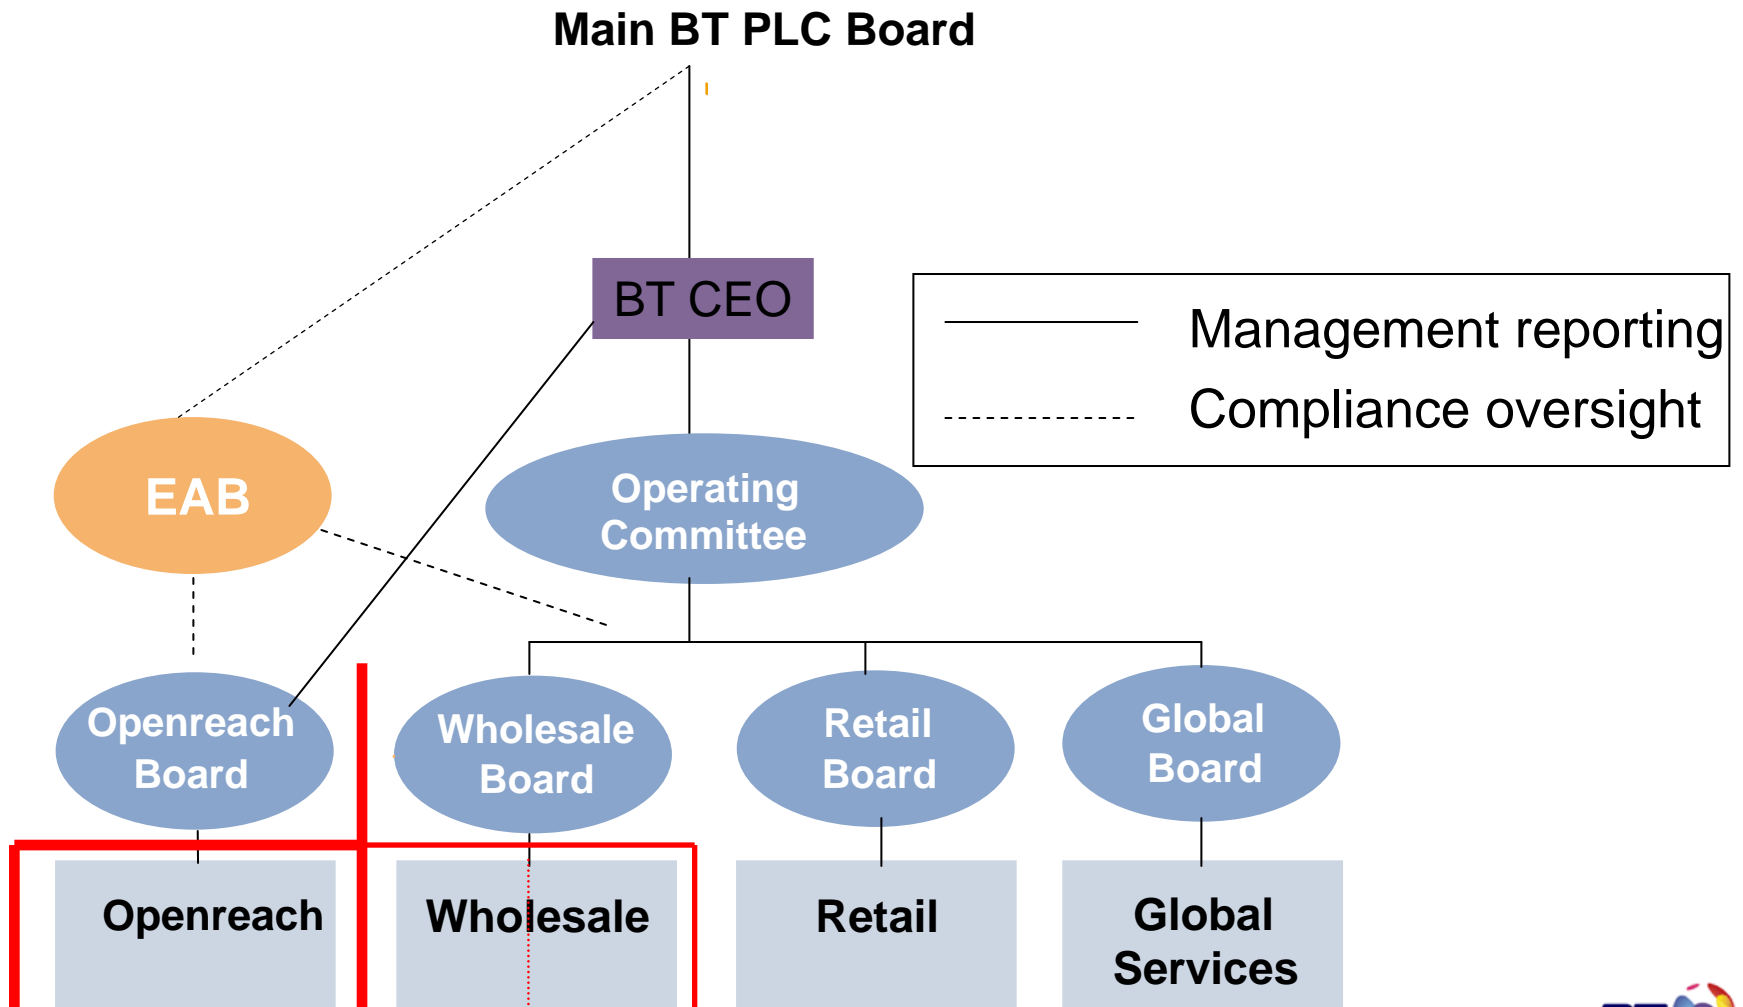 Main BT PLC Board
BT CEO
Management reporting
Compliance oversight
EAB
Operating
Committee
Openreach
Board
Wholesale
Board
Retail
Board
Global
Board
Openreach
Wholesale
Retail
Global
Services